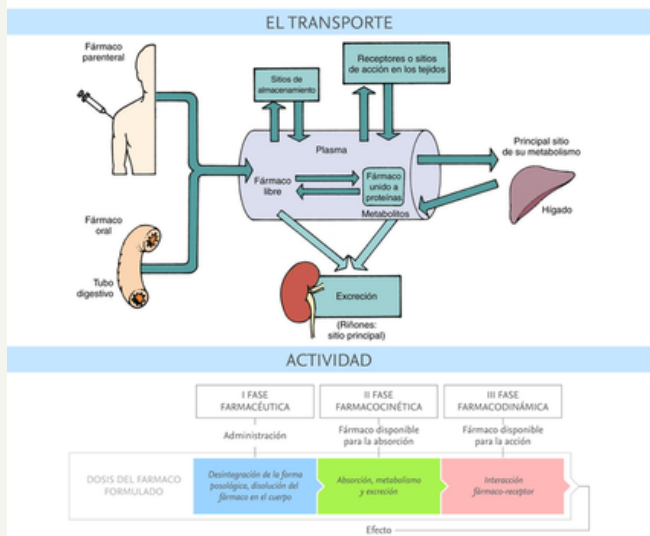 EL TRANSPORTE
Fármaco
parenteral
Sitios de
almacenamiento
Receptores o sitios
de acción en los tejidos
Plasma
Principal sitio
de su metabolismo
Fármaco
libre
Fármaco
unido a
proteínas
Metabolitos
Hígado
Fármaco
oral
Tubo
digestivo
Excreción
(Riñones:
sitio principal)
ACTIVIDAD
I FASE
FARMACÉUTICA
II FASE
FARMACOCINÉTICA
III FASE
FARMACODINÁMICA
Administración
Fármaco disponible
para la absorción
Fármaco disponible
para la acción
DOSIS DEL FARMACO
FORMULADO
Desintegración de la forma
posológica, disolución del
fármaco en el cuerpo
Absorción, metabolismo
y excreción
Interacción
fármaco-receptor
Efecto